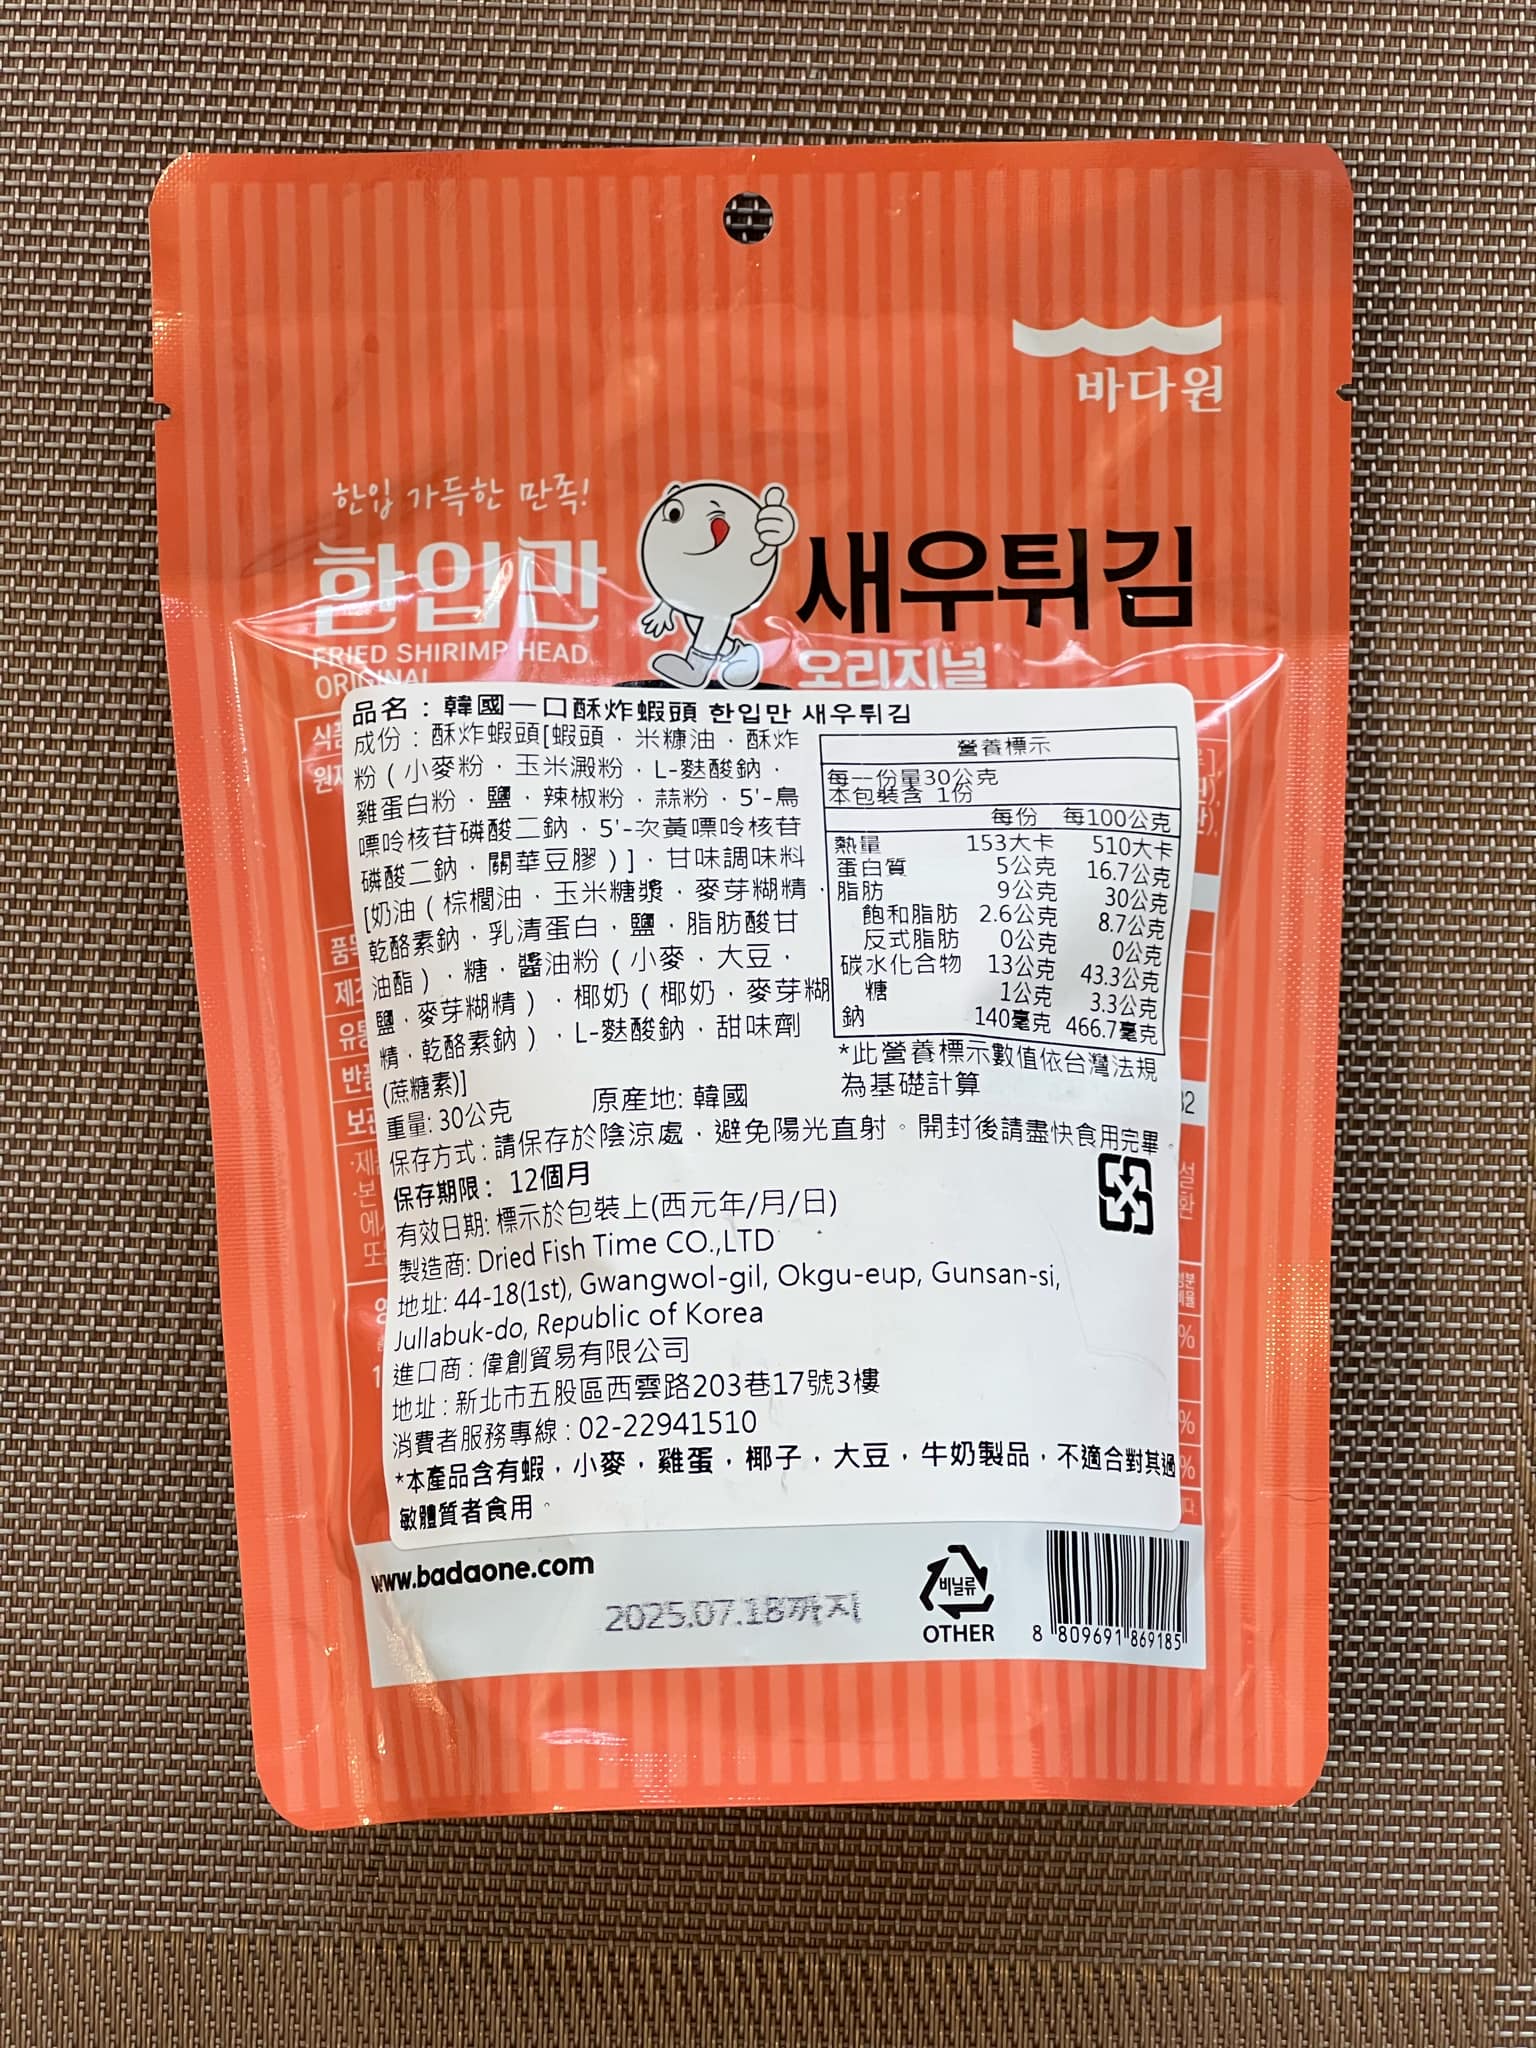 바다원
한입 가득한 만족!
한입만 새우튀김
FRIED SHIRIMP HEAD
ORIGINAL
오리지널
品名：韓國一口酥炸蝦頭 한입만 새우튀김
成份：酥炸蝦頭[蝦頭．米糠油．酥炸
粉（小麥粉．玉米澱粉．L-麩酸鈉．
雞蛋白粉．鹽．辣椒粉．蒜粉．5'-鳥
嘌呤核苷磷酸二鈉．5'-次黃嘌呤核苷
磷酸二鈉．關華豆膠）]．甘味調味料
[奶油（棕櫚油．玉米糖漿．麥芽糊精．
乾酪素鈉．乳清蛋白．鹽．脂肪酸甘
油酯）．糖．醬油粉（小麥．大豆．
鹽．麥芽糊精）．椰奶（椰奶．麥芽糊
精．乾酪素鈉）．L-麩酸鈉．甜味劑
(蔗糖素)]
營養標示
每一份量30公克
本包裝含 1份
每份 每100公克
熱量 153大卡 510大卡
蛋白質 5公克 16.7公克
脂肪 9公克 30公克
飽和脂肪 2.6公克 8.7公克
反式脂肪 0公克 0公克
碳水化合物 13公克 43.3公克
糖 1公克 3.3公克
鈉 140毫克 466.7毫克
*此營養標示數值依台灣法規
為基礎計算
重量: 30公克 原産地: 韓國
保存方式 : 請保存於陰涼處．避免陽光直射。開封後請盡快食用完畢。
保存期限： 12個月
有效日期: 標示於包裝上(西元年/月/日)
製造商: Dried Fish Time CO.,LTD
地址: 44-18(1st), Gwangwol-gil, Okgu-eup, Gunsan-si,
Jullabuk-do, Republic of Korea
進口商 : 偉創貿易有限公司
地址 : 新北市五股區西雲路203巷17號3樓
消費者服務專線 : 02-22941510
*本產品含有蝦，小麥，雞蛋，椰子，大豆，牛奶製品，不適合對其過
敏體質者食用。
www.badaone.com
2025.07.18까지
비닐류
OTHER
8 809691 869185